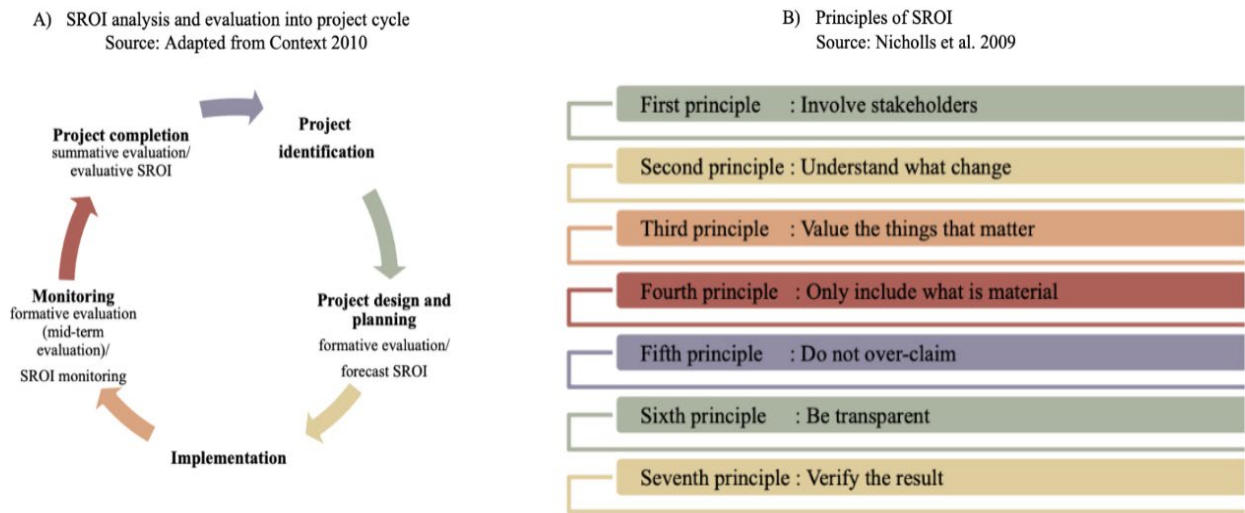 A) SROI analysis and evaluation into project cycle
Source: Adapted from Context 2010
Project
identification
Project design and
planning
formative evaluation/
forecast SROI
Implementation
Monitoring
formative evaluation
(mid-term
evaluation)/
SROI monitoring
Project completion
summative evaluation/
evaluative SROI
B) Principles of SROI
Source: Nicholls et al. 2009
First principle : Involve stakeholders
Second principle : Understand what change
Third principle : Value the things that matter
Fourth principle : Only include what is material
Fifth principle : Do not over-claim
Sixth principle : Be transparent
Seventh principle : Verify the result